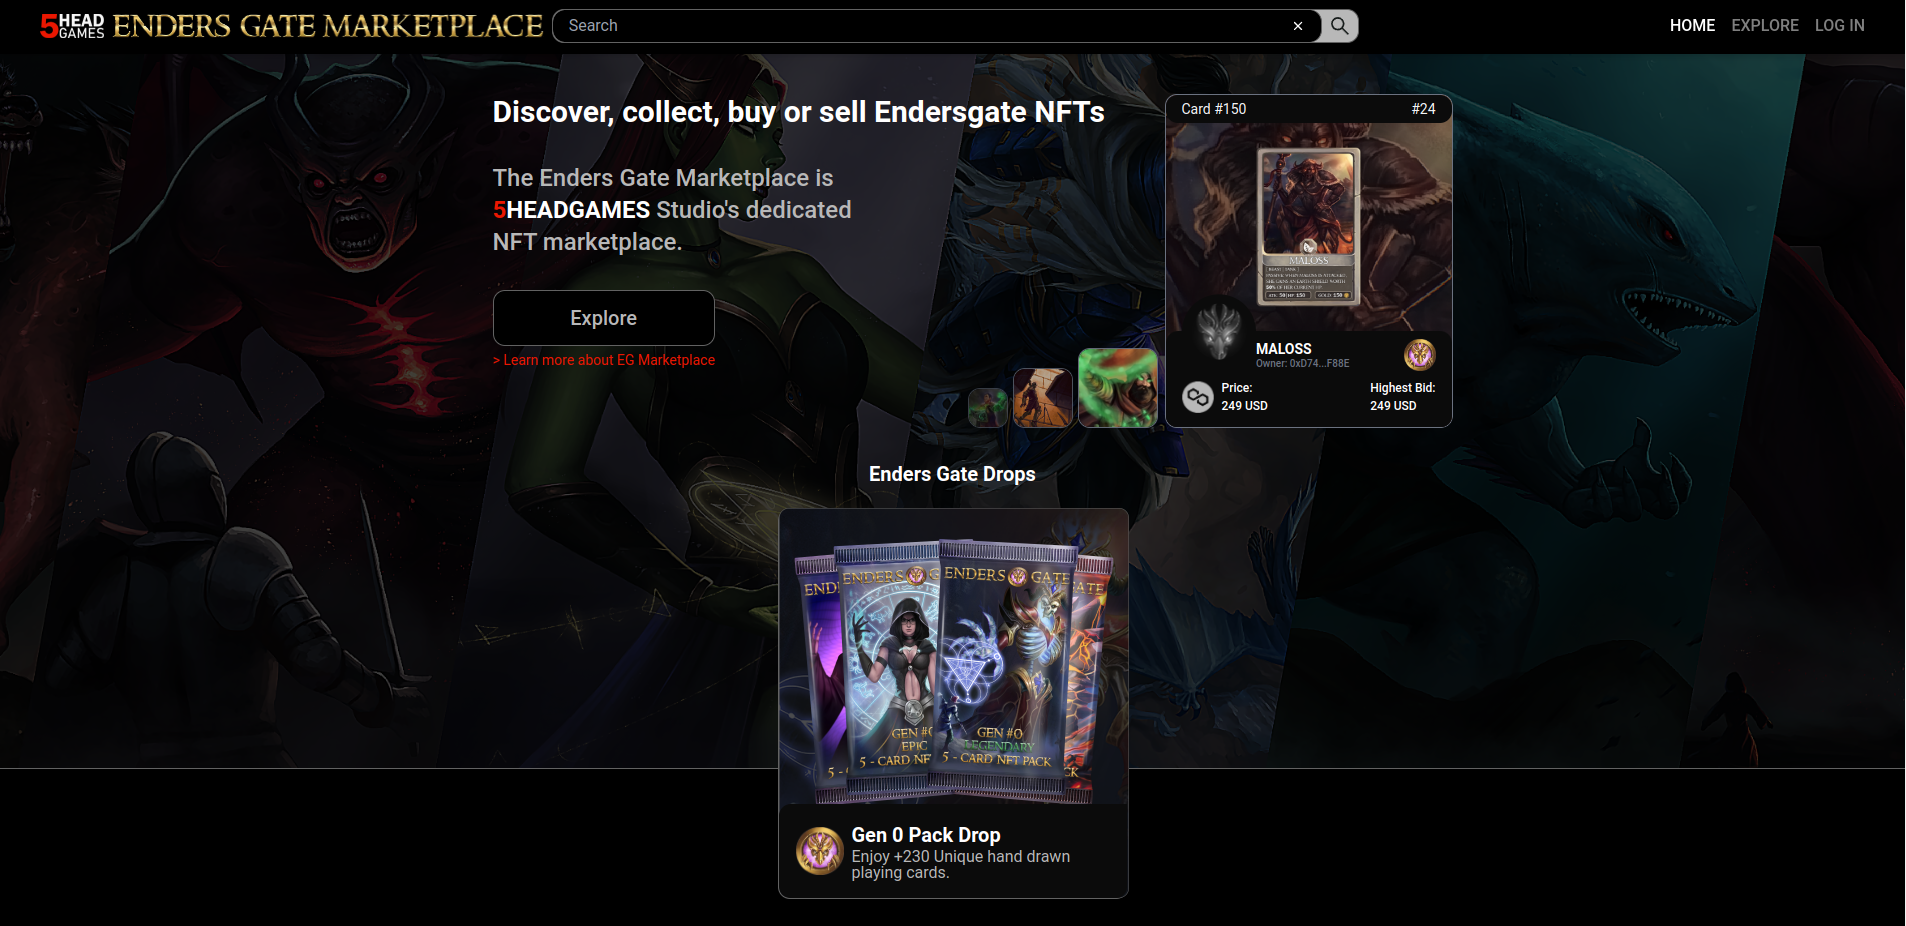 5HEAD GAMES ENDERS GATE MARKETPLACE
Search
HOME EXPLORE LOG IN
Discover, collect, buy or sell Endersgate NFTs
The Enders Gate Marketplace is
5HEADGAMES Studio's dedicated
NFT marketplace.
Explore
> Learn more about EG Marketplace
Card #150 #24
MALOSS
MALOSS
Owner: 0xD74...F88E
Price:
249 USD
Highest Bid:
249 USD
Enders Gate Drops
ENDERS GATE
GEN #0
EPIC
5 - CARD NF
ENDERS GATE
GEN #0
LEGENDARY
5 - CARD NFT PACK
Gen 0 Pack Drop
Enjoy +230 Unique hand drawn
playing cards.